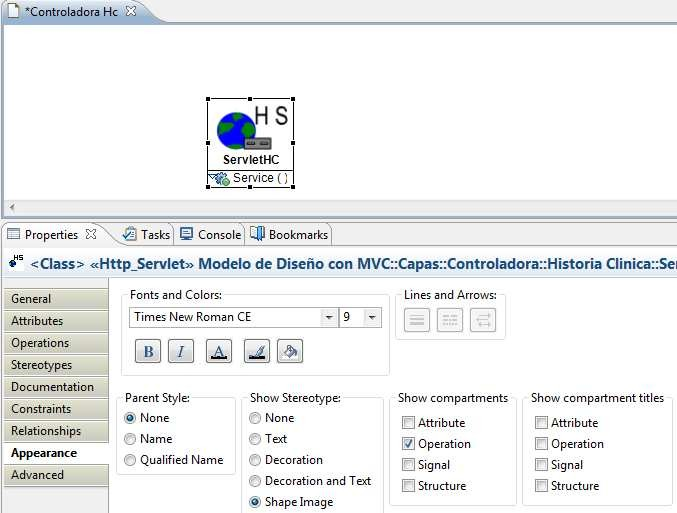 *Controladora Hc
H S
ServletHC
Service ( )
Properties Tasks Console Bookmarks
HS <Class> «Http_Servlet» Modelo de Diseño con MVC::Capas::Controladora::Historia Clinica::Ser
General
Attributes
Operations
Stereotypes
Documentation
Constraints
Relationships
Appearance
Advanced
Fonts and Colors:
Times New Roman CE 9
B I A
Lines and Arrows:
Parent Style:
None
Name
Qualified Name
Show Stereotype:
None
Text
Decoration
Decoration and Text
Shape Image
Show compartments
Attribute
Operation
Signal
Structure
Show compartment titles
Attribute
Operation
Signal
Structure